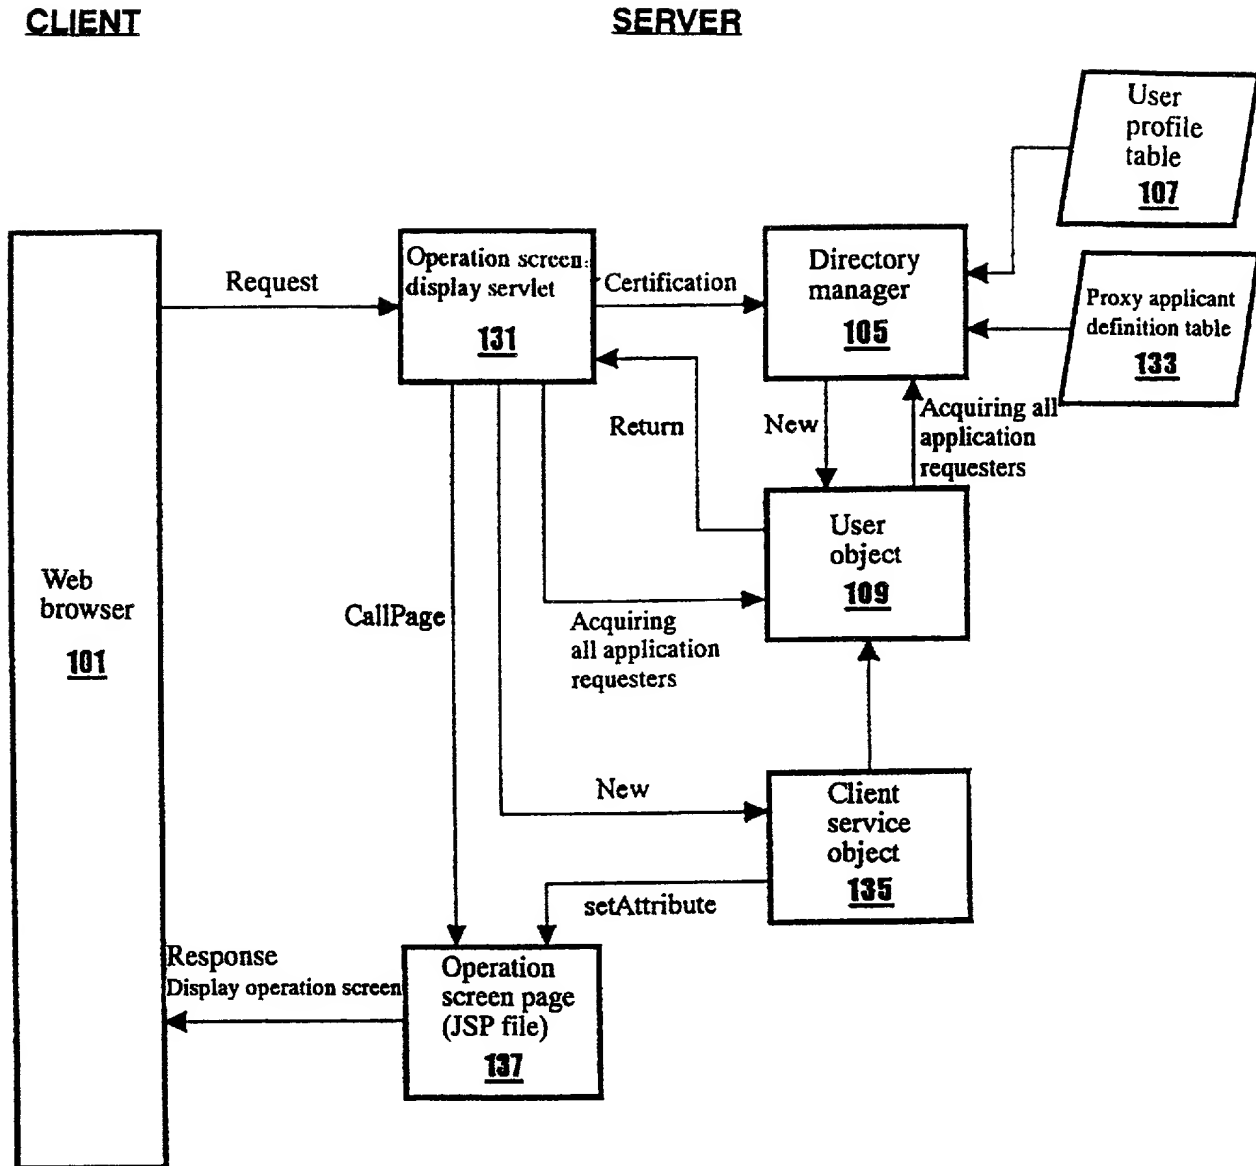 CLIENT
SERVER
User
profile
table
107
Operation screen
display servlet
131
Request
Certification
Directory
manager
105
Proxy applicant
definition table
133
Return
New
Acquiring all
application
requesters
User
object
109
Web
browser
101
CallPage
Acquiring
all application
requesters
New
Client
service
object
135
setAttribute
Response
Display operation screen
Operation
screen page
(JSP file)
137